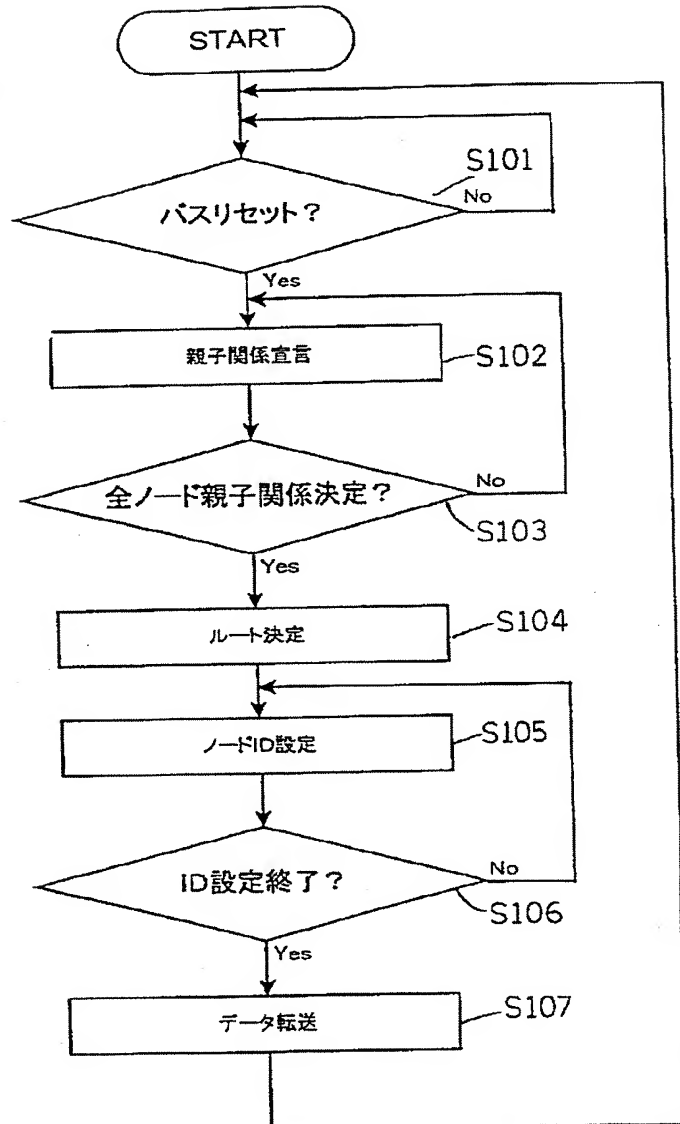 START
S101
バスリセット?
No
Yes
親子関係宣言
S102
全ノード親子関係決定?
No
S103
Yes
ルート決定
S104
ノードID設定
S105
ID設定終了?
No
S106
Yes
データ転送
S107